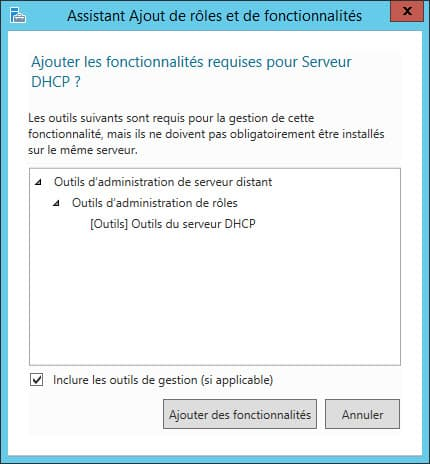 Assistant Ajout de rôles et de fonctionnalités
Ajouter les fonctionnalités requises pour Serveur
DHCP ?
Les outils suivants sont requis pour la gestion de cette
fonctionnalité, mais ils ne doivent pas obligatoirement être installés
sur le même serveur.
Outils d'administration de serveur distant
Outils d'administration de rôles
[Outils] Outils du serveur DHCP
Inclure les outils de gestion (si applicable)
Ajouter des fonctionnalités
Annuler